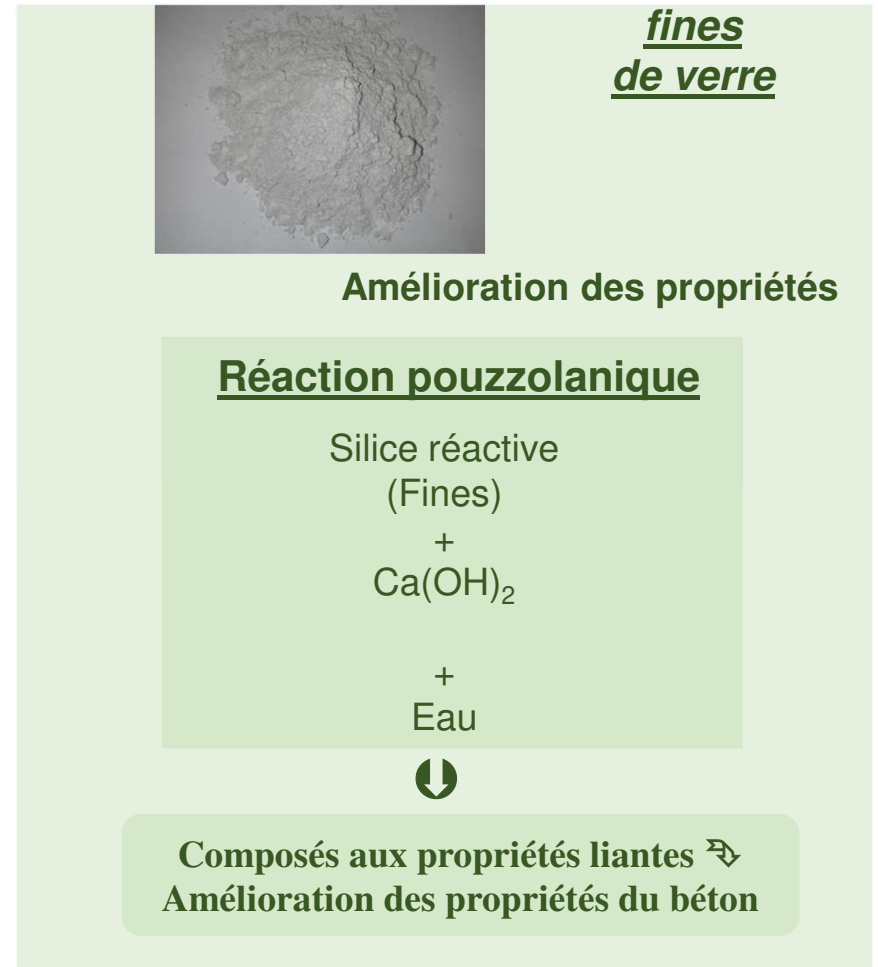 fines
de verre
Amélioration des propriétés
Réaction pouzzolanique
Silice réactive
(Fines)
+
Ca(OH)₂
+
Eau
Composés aux propriétés liantes
Amélioration des propriétés du béton